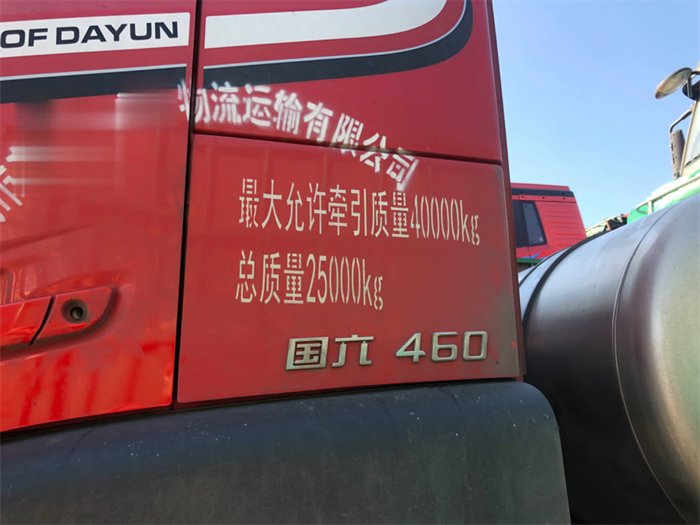 OF DAYUN
物流运输有限公司
最大允许牵引质量40000kg
总质量25000kg
国六 460